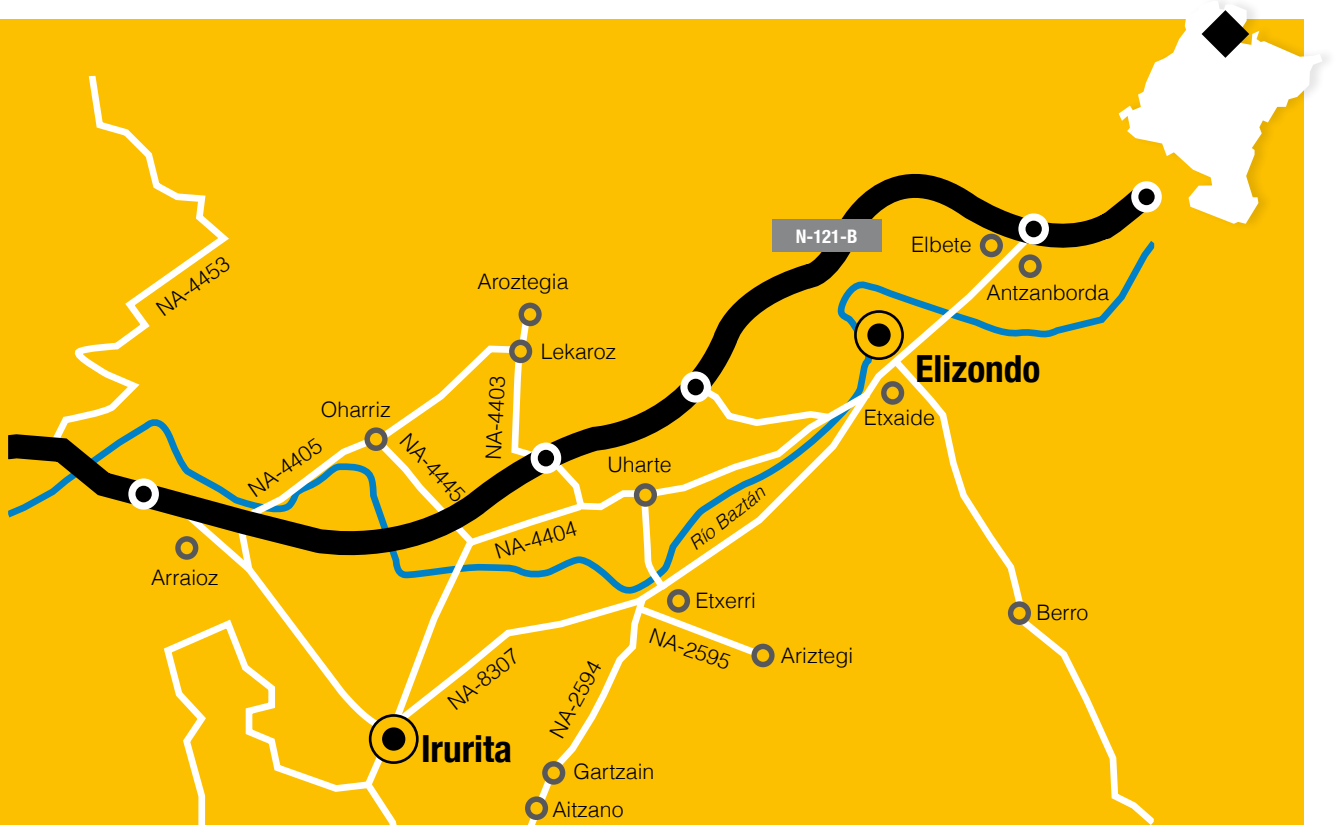 N-121-B
Elbete
Antzanborda
NA-4453
Aroztegia
Lekaroz
Elizondo
NA-4403
Oharriz
Etxaide
NA-4405
NA-4445
Uharte
Río Baztán
NA-4404
Arraioz
Etxerri
Berro
NA-2595
Ariztegi
NA-8307
NA-2594
Irurita
Gartzain
Aitzano